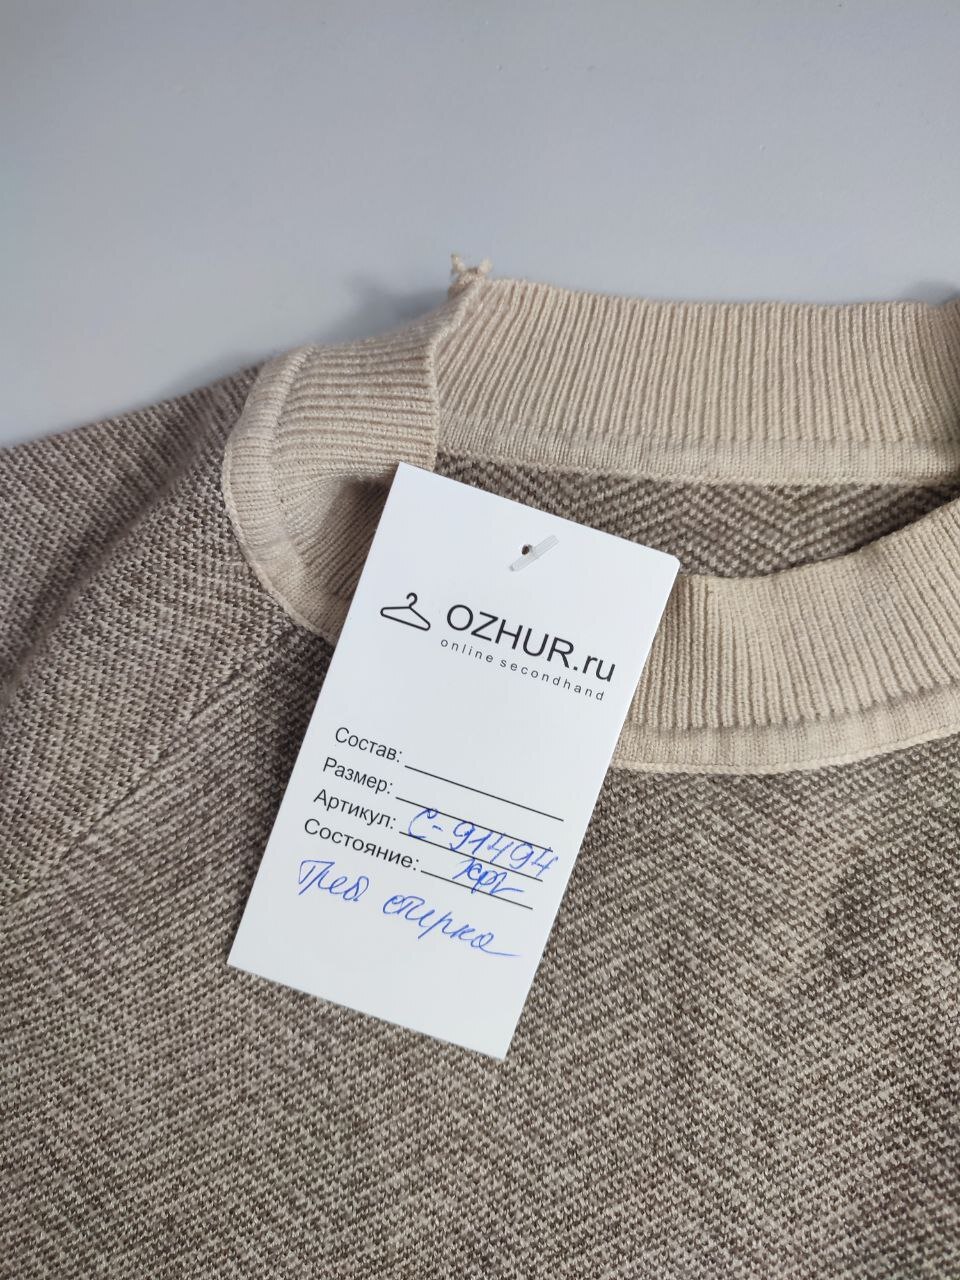 OZHUR.ru
online secondhand
Состав:
Размер:
Артикул: С-91494
Состояние: хор
Треб стирка